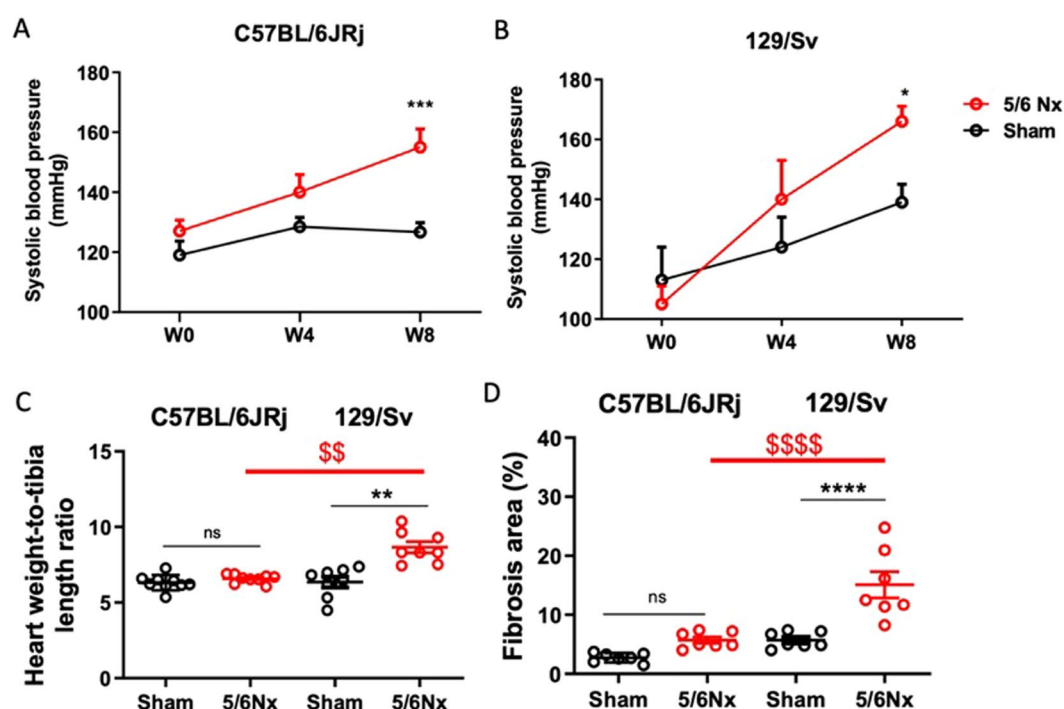 A
C57BL/6JRj
Systolic blood pressure
(mmHg)
180
160
140
120
100
***
W0
W4
W8
B
129/Sv
Systolic blood pressure
(mmHg)
180
160
140
120
100
*
W0
W4
W8
5/6 Nx
Sham
C
C57BL/6JRj
129/Sv
Heart weight-to-tibia
length ratio
15
10
5
0
$$
ns
**
Sham
5/6Nx
Sham
5/6Nx
D
C57BL/6JRj
129/Sv
Fibrosis area (%)
40
30
20
10
0
$$$$
ns
****
Sham
5/6Nx
Sham
5/6Nx